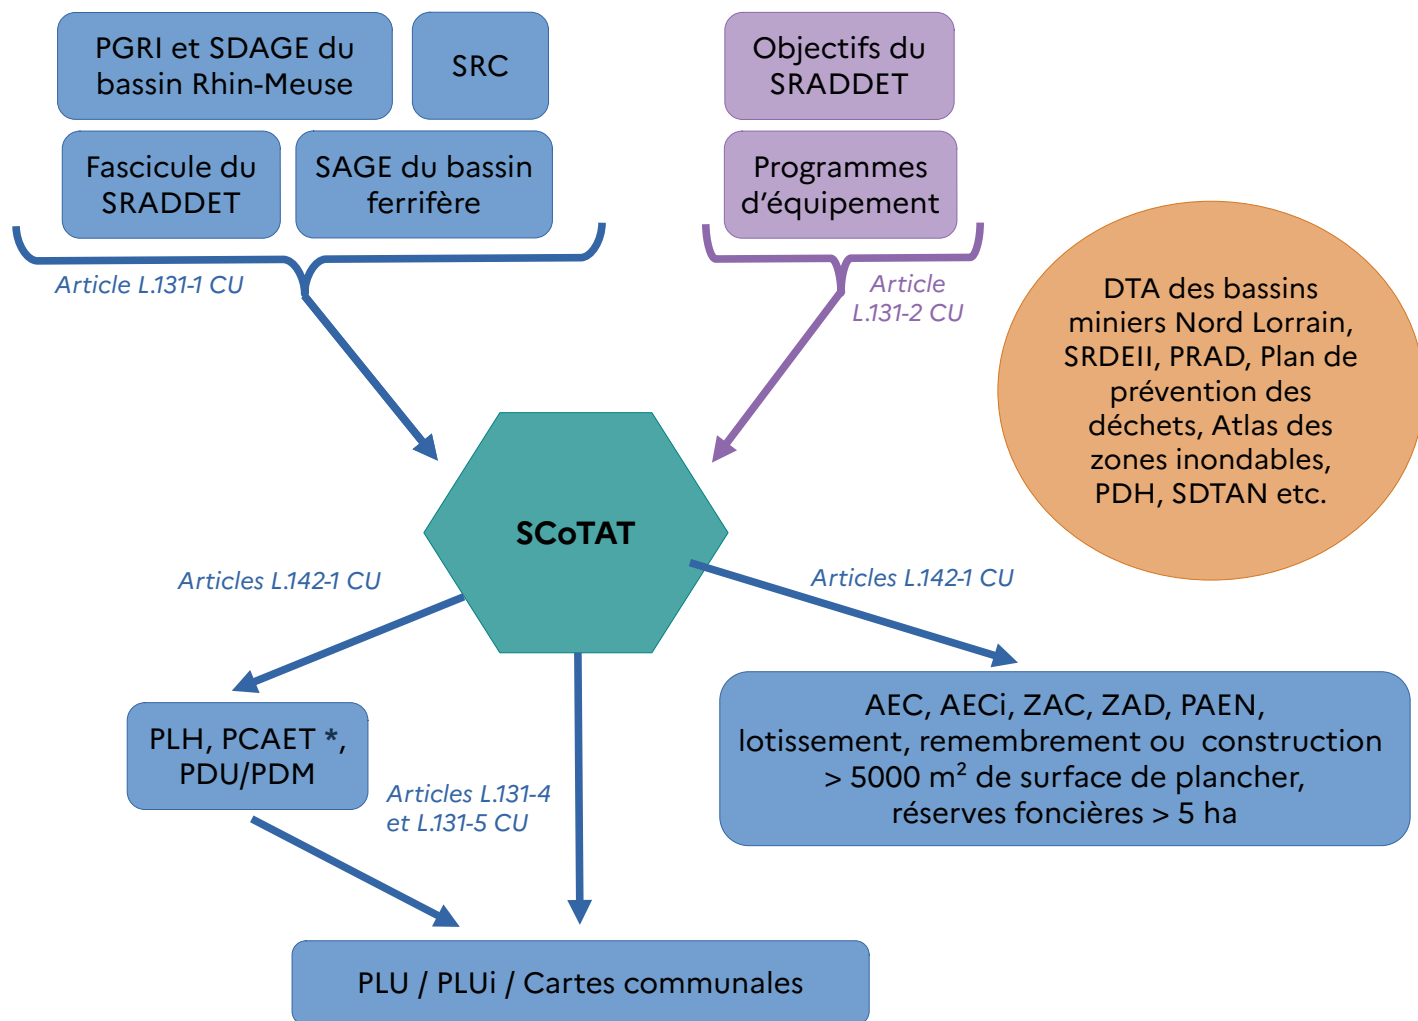 PGRI et SDAGE du
bassin Rhin-Meuse
SRC
Objectifs du
SRADDET
Fascicule du
SRADDET
SAGE du bassin
ferrifère
Programmes
d’équipement
Article L.131-1 CU
Article
L.131-2 CU
DTA des bassins
miniers Nord Lorrain,
SRDEII, PRAD, Plan de
prévention des
déchets, Atlas des
zones inondables,
PDH, SDTAN etc.
SCoTAT
Articles L.142-1 CU
Articles L.142-1 CU
PLH, PCAET *,
PDU/PDM
Articles L.131-4
et L.131-5 CU
AEC, AECi, ZAC, ZAD, PAEN,
lotissement, remembrement ou construction
> 5000 m² de surface de plancher,
réserves foncières > 5 ha
PLU / PLUi / Cartes communales